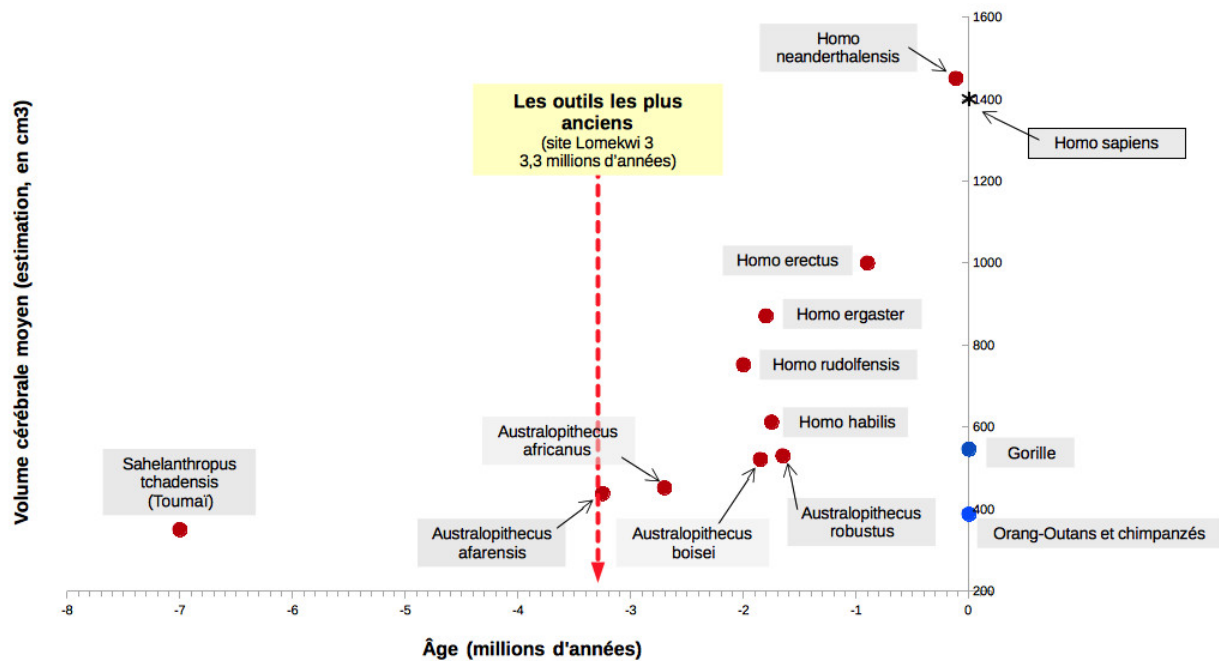 1600
Homo
neanderthalensis
Volume cérébrale moyen (estimation, en cm3)
Les outils les plus
anciens
(site Lomekwi 3
3,3 millions d'années)
1400
Homo sapiens
1200
Homo erectus
1000
Homo ergaster
800
Homo rudolfensis
Homo habilis
600
Australopithecus
africanus
Gorille
Sahelanthropus
tchadensis
(Toumaï)
400
Australopithecus
afarensis
Australopithecus
boisei
Australopithecus
robustus
Orang-Outans et chimpanzés
200
-8 -7 -6 -5 -4 -3 -2 -1 0
Âge (millions d'années)